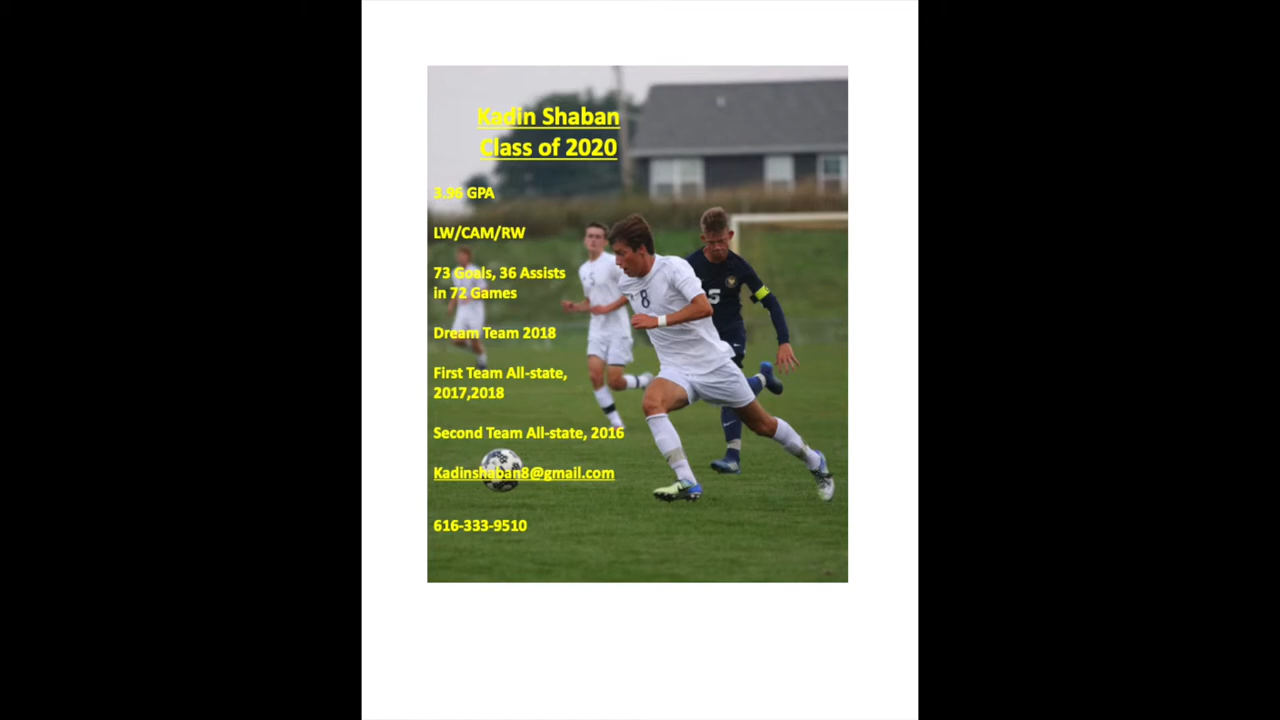 Kadin Shaban
Class of 2020
3.96 GPA
LW/CAM/RW
73 Goals, 36 Assists
in 72 Games
Dream Team 2018
First Team All-state,
2017,2018
Second Team All-state, 2016
Kadinshaban8@gmail.com
616-333-9510
8
5